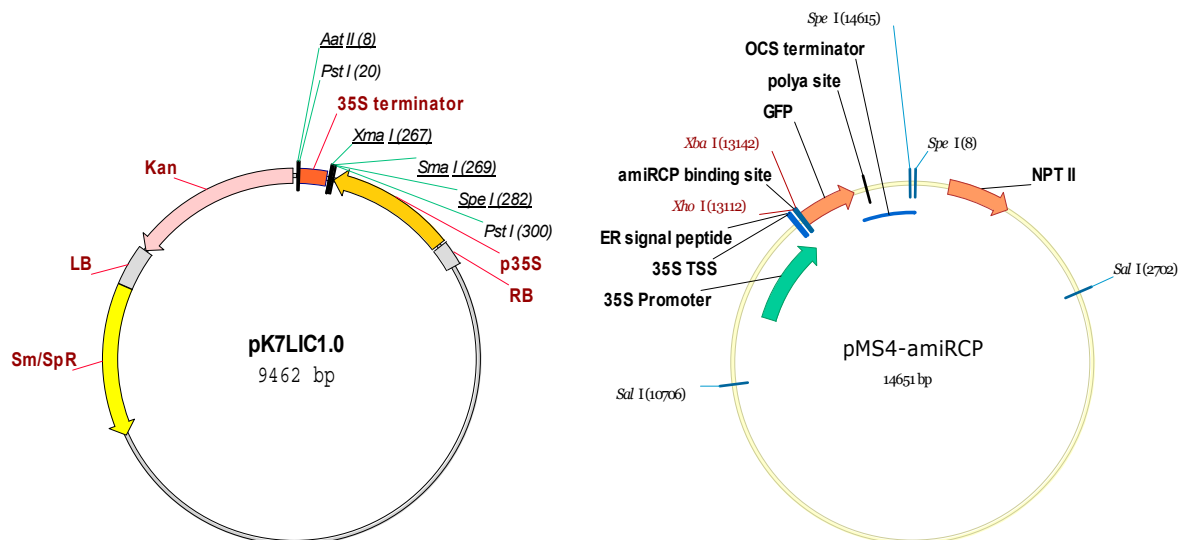 Aat II (8)
Pst I (20)
35S terminator
Xma I (267)
Sma I (269)
Spe I (282)
Pst I (300)
p35S
RB
Kan
LB
Sm/SpR
pK7LIC1.0
9462 bp
Spe I (14615)
OCS terminator
polya site
GFP
Spe I (8)
Xba I (13142)
amiRCP binding site
NPT II
Xho I (13112)
ER signal peptide
35S TSS
35S Promoter
Sal I (2702)
pMS4-amiRCP
14651 bp
Sal I (10706)